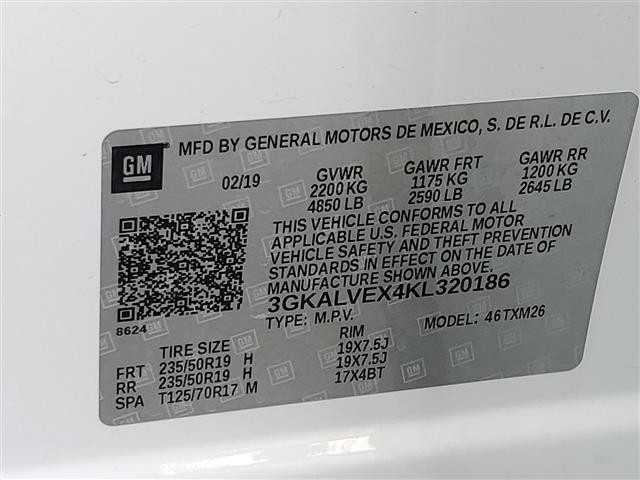 GM
MFD BY GENERAL MOTORS DE MEXICO, S. DE R.L. DE C.V.
02/19 GVWR GAWR FRT GAWR RR
2200 KG 1175 KG 1200 KG
4850 LB 2590 LB 2645 LB
THIS VEHICLE CONFORMS TO ALL
APPLICABLE U.S. FEDERAL MOTOR
VEHICLE SAFETY AND THEFT PREVENTION
STANDARDS IN EFFECT ON THE DATE OF
MANUFACTURE SHOWN ABOVE.
3GKALVEX4KL320186
8624
TYPE: M.P.V. MODEL: 46TXM26
TIRE SIZE RIM
FRT 235/50R19 H 19X7.5J
RR 235/50R19 H 19X7.5J
SPA T125/70R17 M 17X4BT